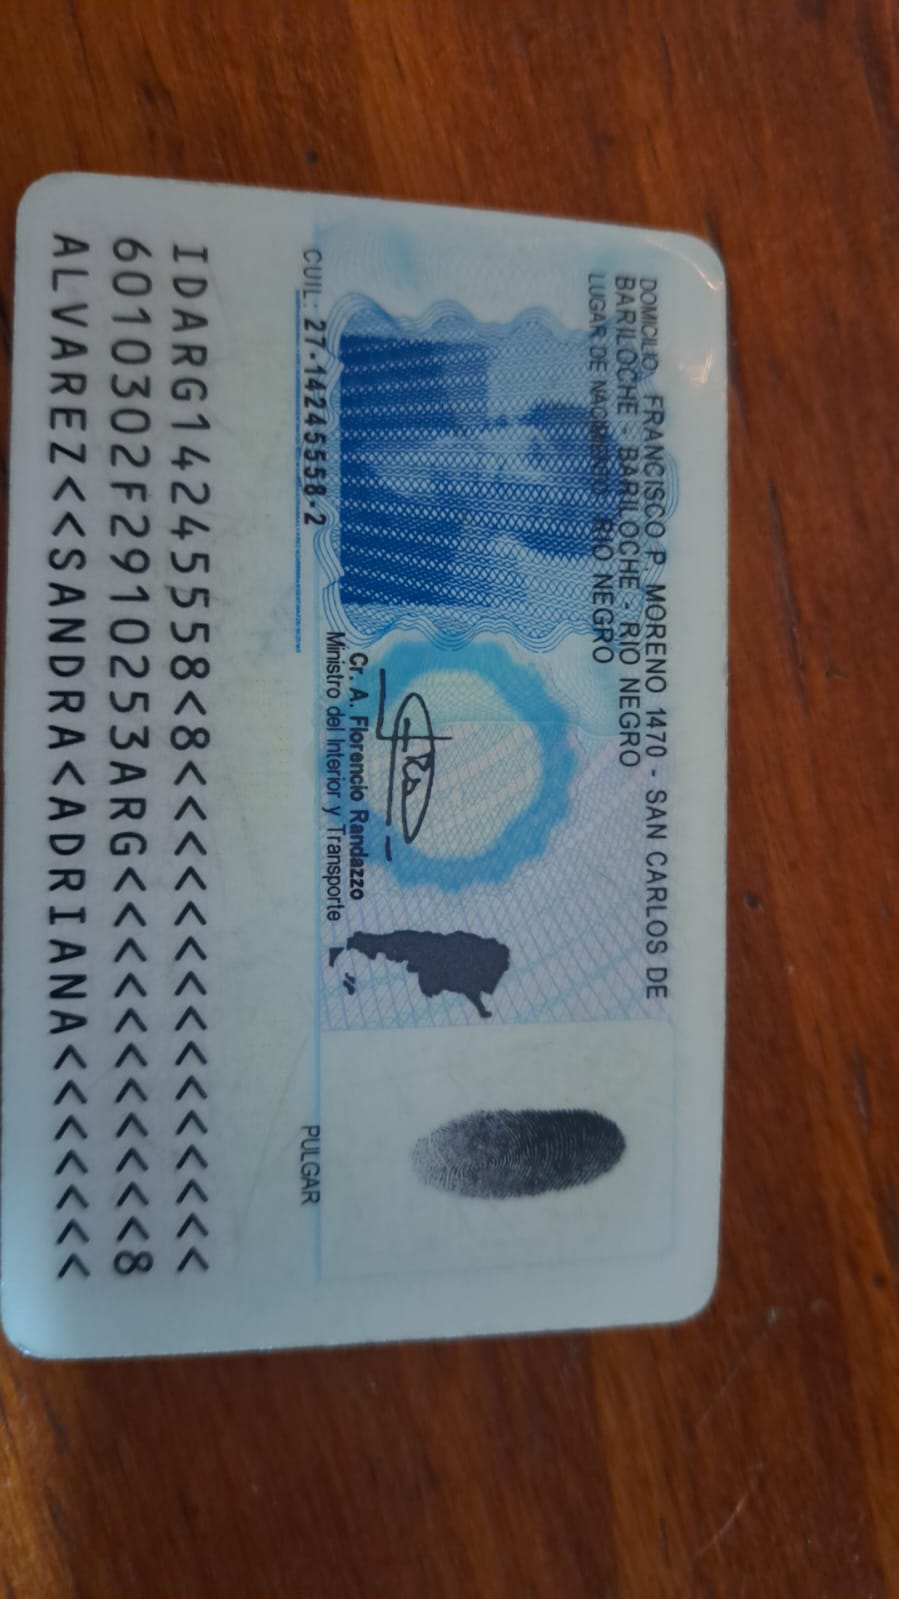 DOMICILIO: FRANCISCO P. MORENO 1470 - SAN CARLOS DE
BARILOCHE - BARILOCHE - RIO NEGRO
LUGAR DE NACIMIENTO: RIO NEGRO
Cr. A. Florencio Randazzo
Ministro del Interior y Transporte
CUIL: 27-14245558-2
PULGAR
IDARG14245558<8<<<<<<<<<<<<<<<
6010302F2910253ARG<<<<<<<<<<<8
ALVAREZ<<SANDRA<ADRIANA<<<<<<<